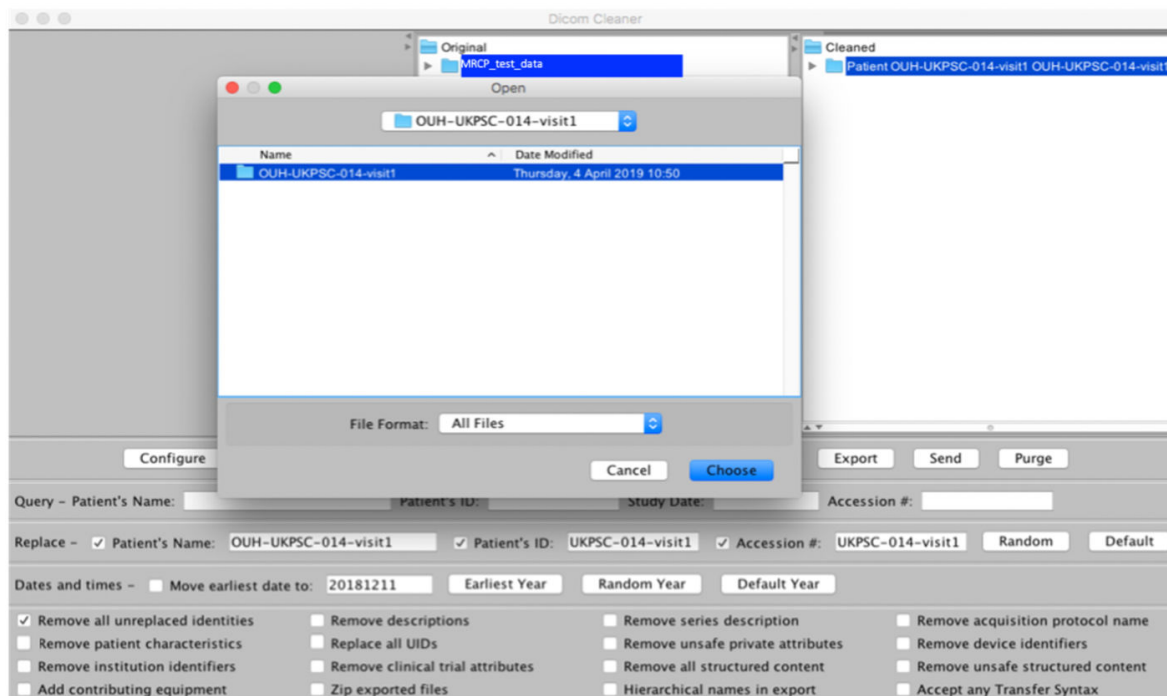 Dicom Cleaner
Original
MRCP_test_data
Cleaned
Patient OUH-UKPSC-014-visit1 OUH-UKPSC-014-visit1
Open
OUH-UKPSC-014-visit1
Name Date Modified
OUH-UKPSC-014-visit1 Thursday, 4 April 2019 10:50
File Format: All Files
Cancel Choose
Configure Export Send Purge
Query - Patient's Name: Patient's ID: Study Date: Accession #:
Replace - Patient's Name: OUH-UKPSC-014-visit1 Patient's ID: UKPSC-014-visit1 Accession #: UKPSC-014-visit1 Random Default
Dates and times - Move earliest date to: 20181211 Earliest Year Random Year Default Year
Remove all unreplaced identities Remove descriptions Remove series description Remove acquisition protocol name
Remove patient characteristics Replace all UIDs Remove unsafe private attributes Remove device identifiers
Remove institution identifiers Remove clinical trial attributes Remove all structured content Remove unsafe structured content
Add contributing equipment Zip exported files Hierarchical names in export Accept any Transfer Syntax